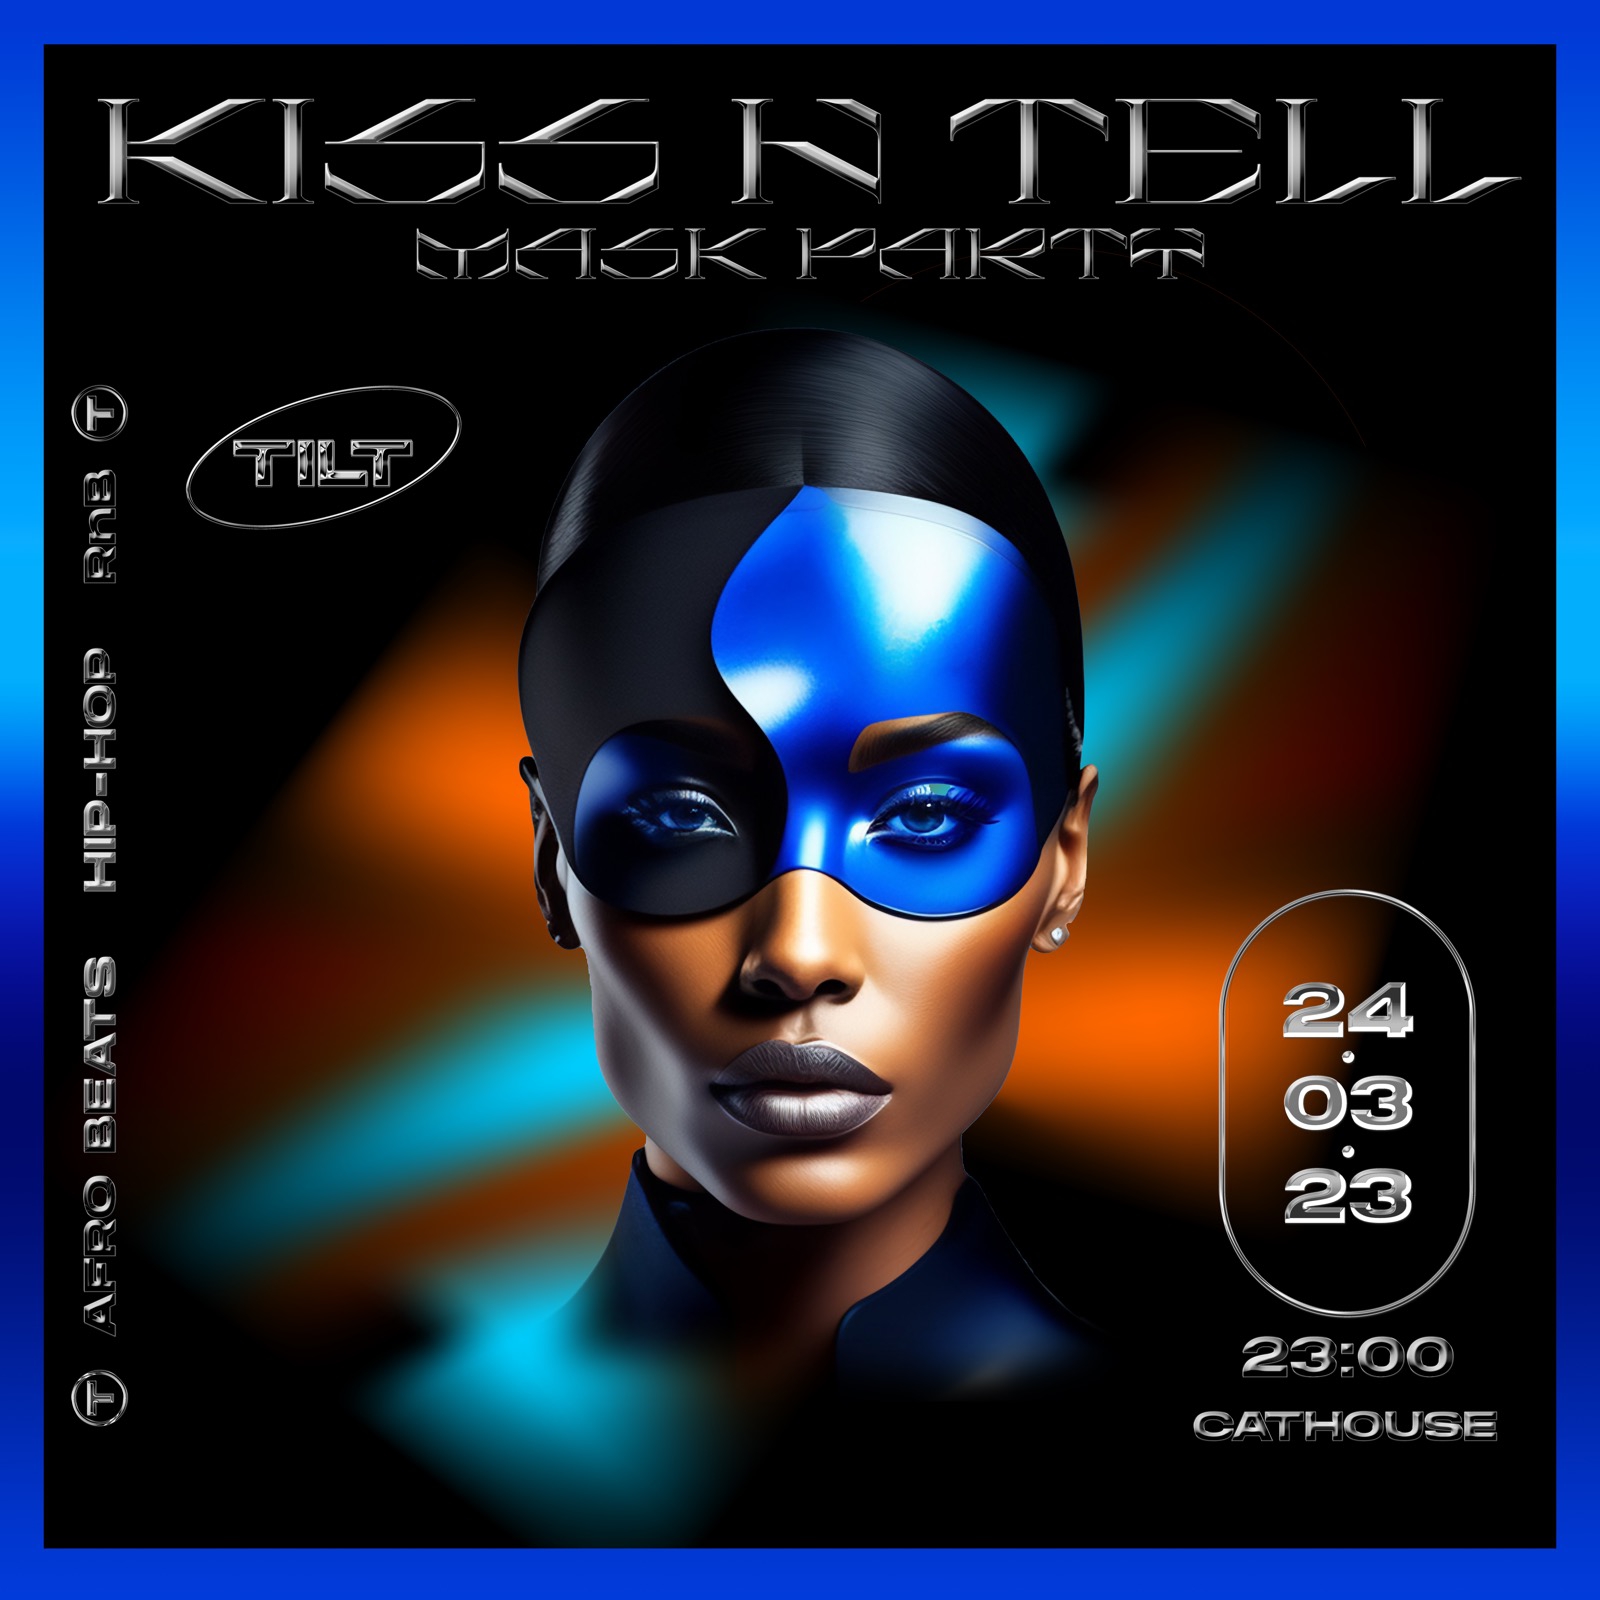 KISS N TELL
MASK PARTY
TILT
T AFRO BEATS HIP-HOP RnB T
24
.
03
.
23
23:00
CATHOUSE